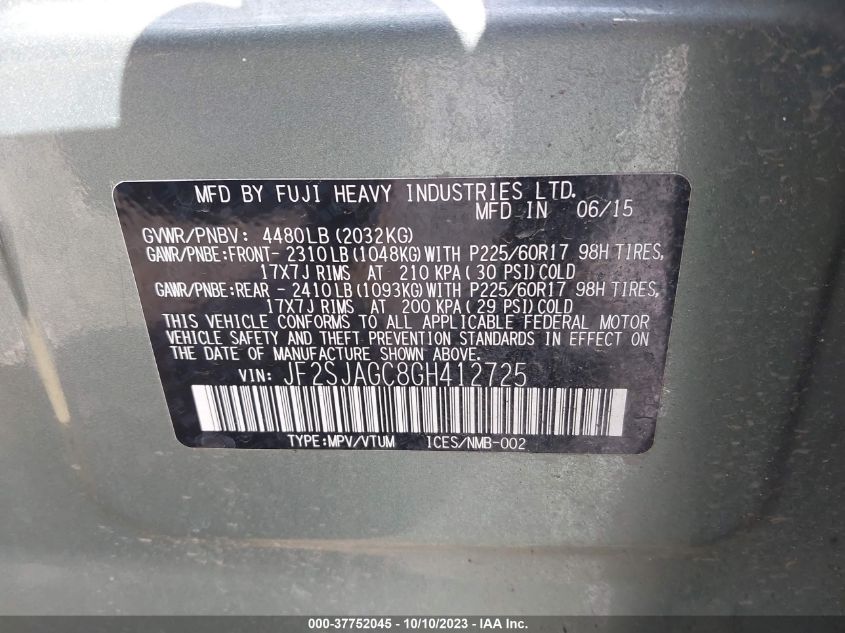 MFD BY FUJI HEAVY INDUSTRIES LTD.
MFD IN 06/15
GVWR/PNBV: 4480LB (2032KG)
GAWR/PNBE:FRONT- 2310LB (1048KG) WITH P225/60R17 98H TIRES,
17X7J RIMS AT 210 KPA ( 30 PSI) COLD
GAWR/PNBE:REAR - 2410LB (1093KG) WITH P225/60R17 98H TIRES,
17X7J RIMS AT 200 KPA ( 29 PSI) COLD
THIS VEHICLE CONFORMS TO ALL APPLICABLE FEDERAL MOTOR
VEHICLE SAFETY AND THEFT PREVENTION STANDARDS IN EFFECT ON
THE DATE OF MANUFACTURE SHOWN ABOVE.
VIN: JF2SJAGC8GH412725
TYPE:MPV/VTUM ICES/NMB-002
000-37752045 - 10/10/2023 - IAA Inc.